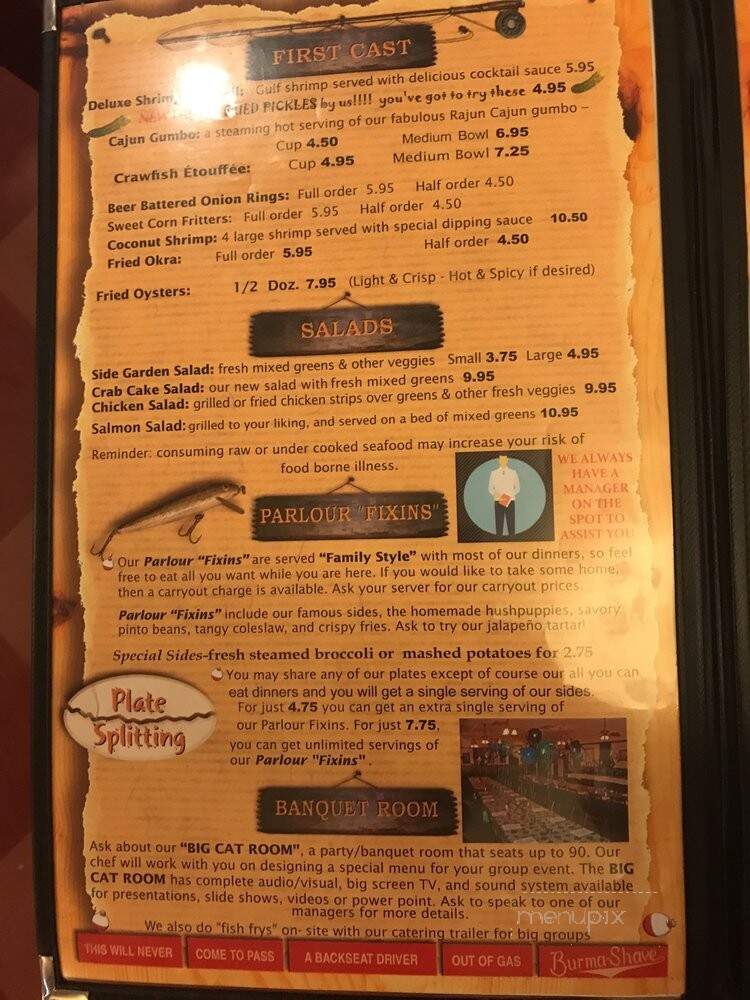 FIRST CAST
Deluxe Shrim Gulf shrimp served with delicious cocktail sauce 5.95
PICKLES by us!!!! you've got to try these 4.95
Cajun Gumbo: a steaming hot serving of our fabulous Rajun Cajun gumbo –
Cup 4.50 Medium Bowl 6.95
Crawfish Étouffée: Cup 4.95 Medium Bowl 7.25
Beer Battered Onion Rings: Full order 5.95 Half order 4.50
Sweet Corn Fritters: Full order 5.95 Half order 4.50
Coconut Shrimp: 4 large shrimp served with special dipping sauce 10.50
Fried Okra: Full order 5.95 Half order 4.50
Fried Oysters: 1/2 Doz. 7.95 (Light & Crisp - Hot & Spicy if desired)
SALADS
Side Garden Salad: fresh mixed greens & other veggies Small 3.75 Large 4.95
Crab Cake Salad: our new salad with fresh mixed greens 9.95
Chicken Salad: grilled or fried chicken strips over greens & other fresh veggies 9.95
Salmon Salad: grilled to your liking, and served on a bed of mixed greens 10.95
Reminder: consuming raw or under cooked seafood may increase your risk of
food borne illness.
WE ALWAYS
HAVE A
MANAGER
ON THE
SPOT TO
ASSIST YOU
PARLOUR "FIXINS"
Our Parlour "Fixins" are served "Family Style" with most of our dinners, so feel
free to eat all you want while you are here. If you would like to take some home,
then a carryout charge is available. Ask your server for our carryout prices.
Parlour "Fixins" include our famous sides, the homemade hushpuppies, savory
pinto beans, tangy coleslaw, and crispy fries. Ask to try our jalapeño tartar!
Special Sides-fresh steamed broccoli or mashed potatoes for 2.75
Plate
Splitting
You may share any of our plates except of course our all you can
eat dinners and you will get a single serving of our sides.
For just 4.75 you can get an extra single serving of
our Parlour Fixins. For just 7.75,
you can get unlimited servings of
our Parlour "Fixins".
BANQUET ROOM
Ask about our "BIG CAT ROOM", a party/banquet room that seats up to 90. Our
chef will work with you on designing a special menu for your group event. The BIG
CAT ROOM has complete audio/visual, big screen TV, and sound system available
for presentations, slide shows, videos or power point. Ask to speak to one of our
managers for more details.
We also do "fish frys" on- site with our catering trailer for big groups
menupix
THIS WILL NEVER COME TO PASS A BACKSEAT DRIVER OUT OF GAS Burma-Shave